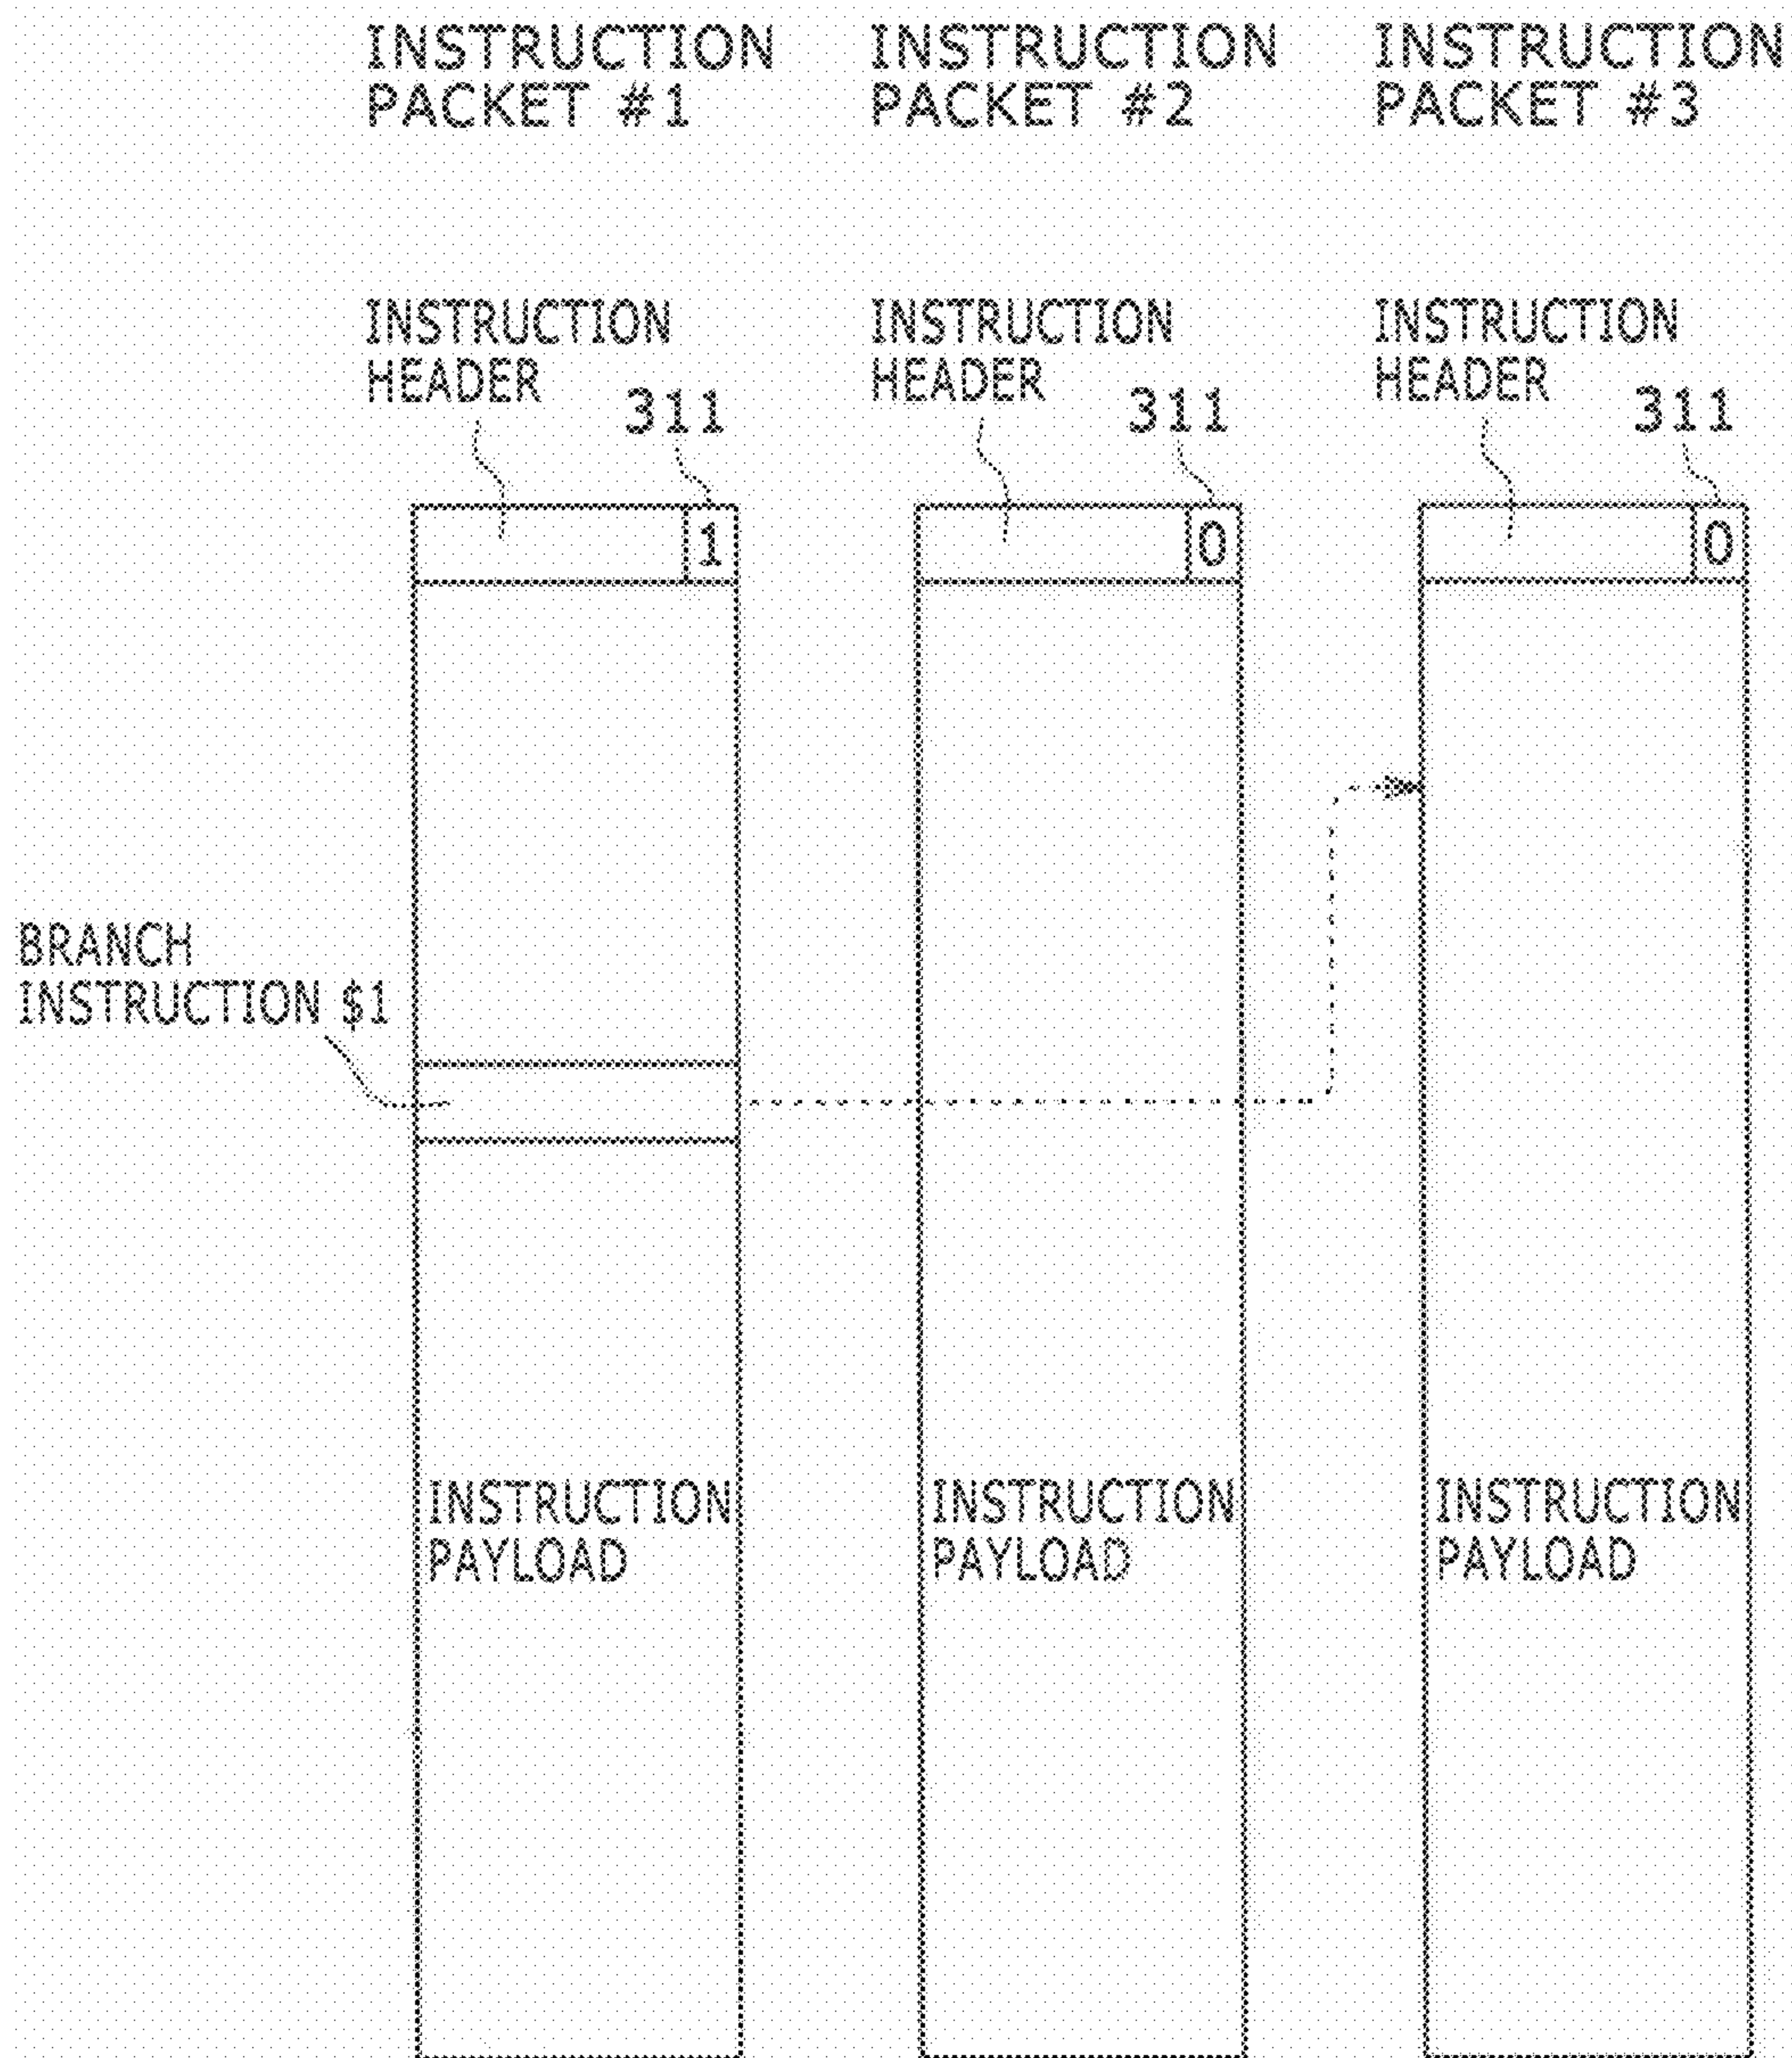 INSTRUCTION
PACKET #1
INSTRUCTION
PACKET #2
INSTRUCTION
PACKET #3
INSTRUCTION
HEADER
311
INSTRUCTION
HEADER
311
INSTRUCTION
HEADER
311
1
0
0
BRANCH
INSTRUCTION $1
INSTRUCTION
PAYLOAD
INSTRUCTION
PAYLOAD
INSTRUCTION
PAYLOAD